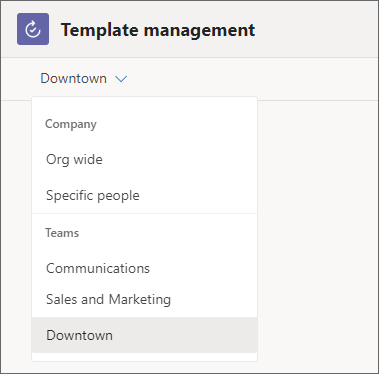 Template management
Downtown
Company
Org wide
Specific people
Teams
Communications
Sales and Marketing
Downtown